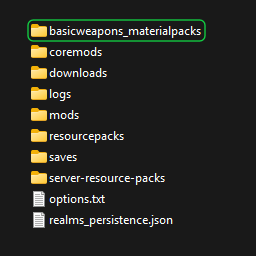 basicweapons_materialpacks
coremods
downloads
logs
mods
resourcepacks
saves
server-resource-packs
options.txt
realms_persistence.json